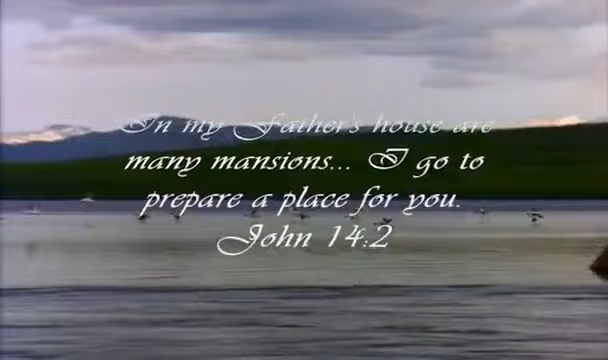 In my Father's house are
many mansions... I go to
prepare a place for you.
John 14:2